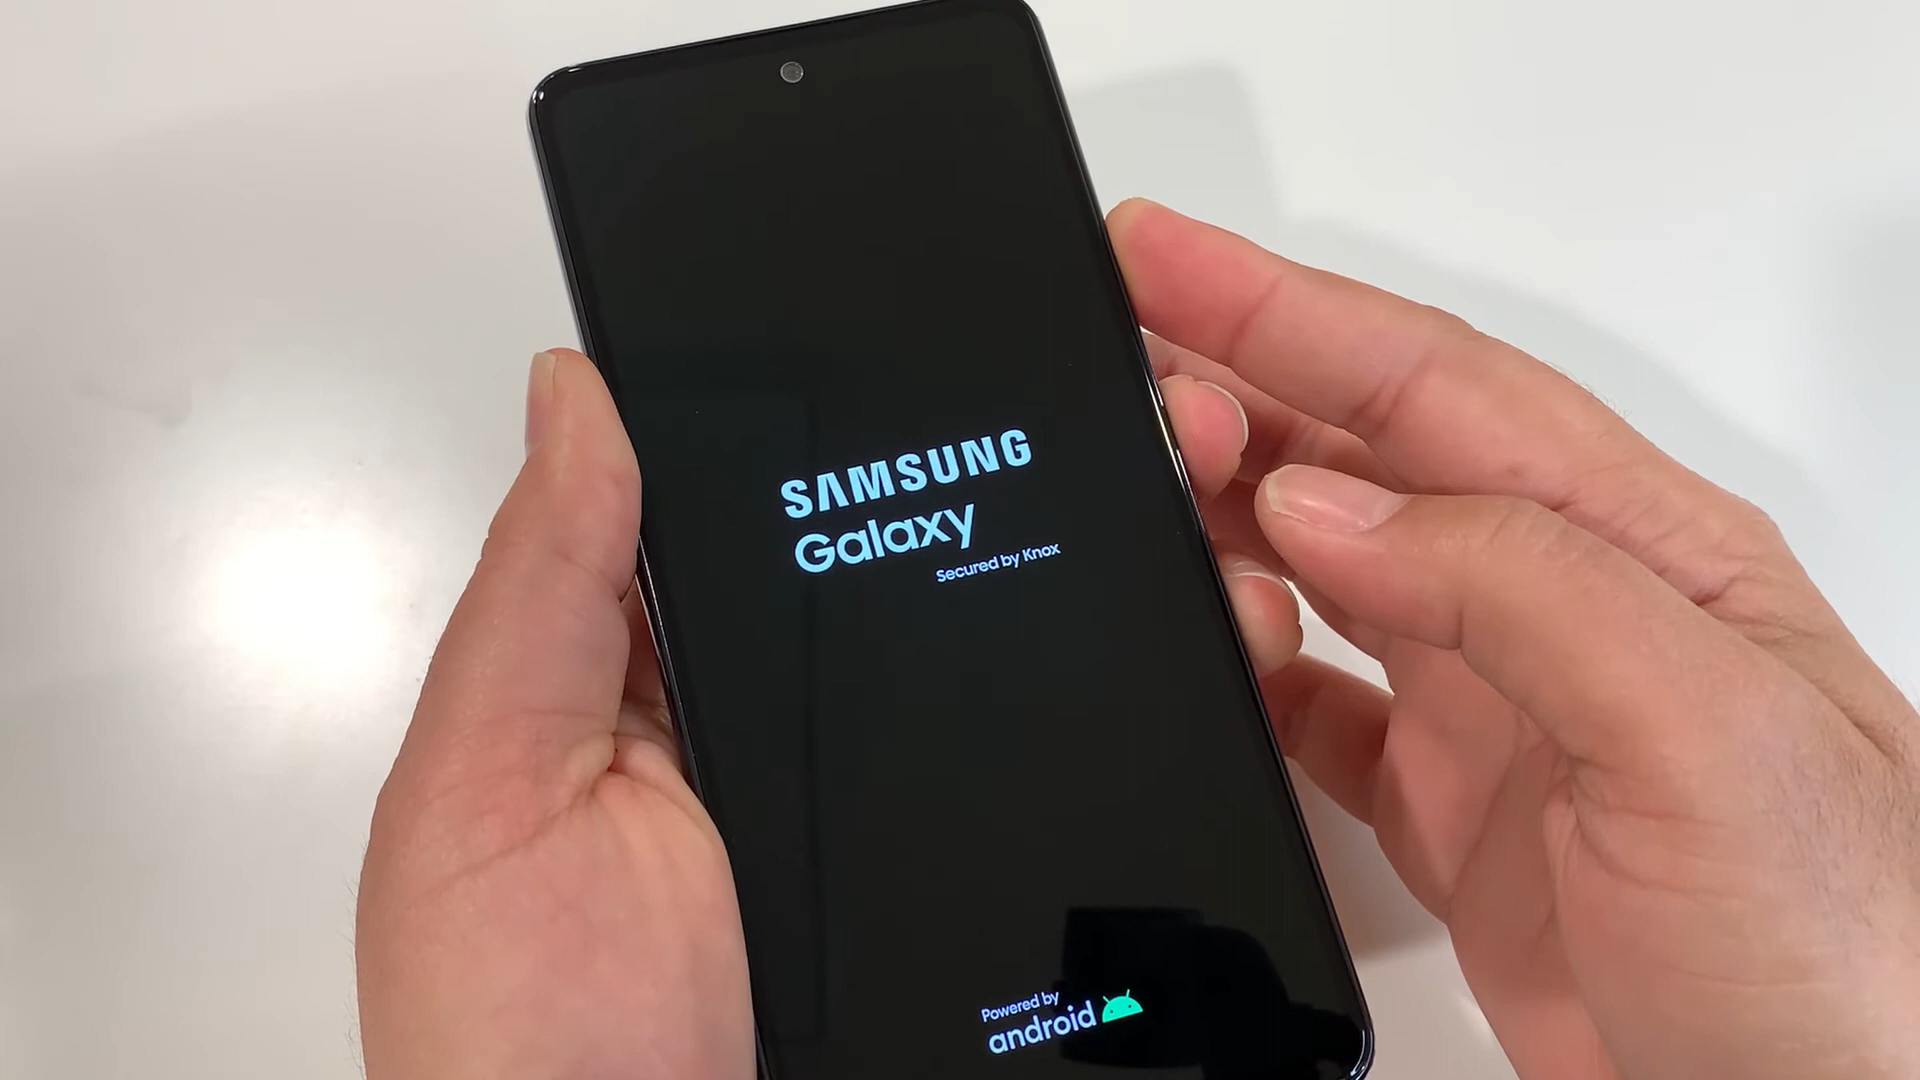 SAMSUNG
Galaxy
Secured by Knox
Powered by
android